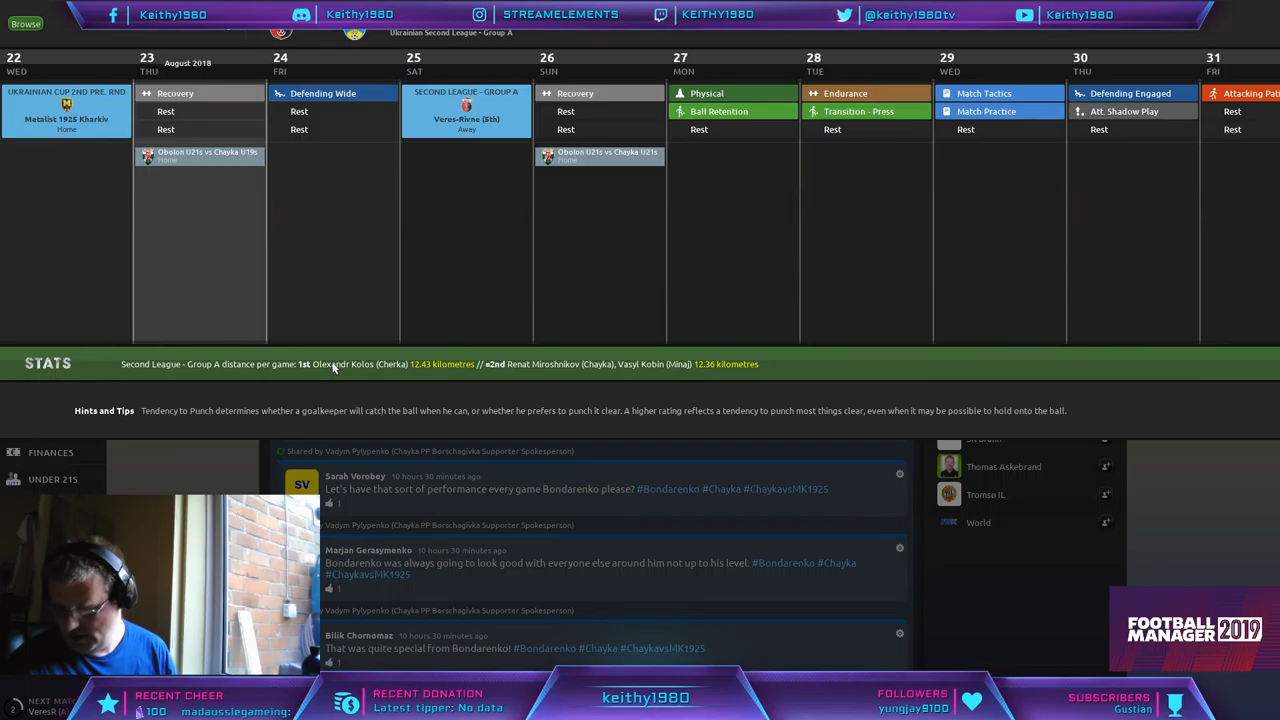 Browse
Keithy1980
Keithy1980
STREAMELEMENTS
KEITHY1980
@keithy1980tv
Keithy1980
Ukrainian Second League - Group A
22
WED
23
THU
August 2018
24
FRI
25
SAT
26
SUN
27
MON
28
TUE
29
WED
30
THU
31
FRI
UKRAINIAN CUP 2ND PRE. RND
Metalist 1925 Kharkiv
Home
Recovery
Rest
Rest
Obolon U21s vs Chayka U19s
Home
Defending Wide
Rest
Rest
SECOND LEAGUE - GROUP A
Veres-Rivne (5th)
Away
Recovery
Rest
Rest
Obolon U21s vs Chayka U21s
Home
Physical
Ball Retention
Rest
Endurance
Transition - Press
Rest
Match Tactics
Match Practice
Rest
Defending Engaged
Att. Shadow Play
Rest
Attacking Pati
Rest
Rest
STATS
Second League - Group A distance per game: 1st Olexandr Kolos (Cherka) 12.43 kilometres // =2nd Renat Miroshnikov (Chayka), Vasyl Kobin (Minaj) 12.36 kilometres
Hints and Tips
Tendency to Punch determines whether a goalkeeper will catch the ball when he can, or whether he prefers to punch it clear. A higher rating reflects a tendency to punch most things clear, even when it may be possible to hold onto the ball.
FINANCES
UNDER 21S
Shared by Vadym Pylypenko (Chayka PP Borschagivka Supporter Spokesperson)
SV
Sarah Vorobey 10 hours 30 minutes ago
Let's have that sort of performance every game Bondarenko please? #Bondarenko #Chayka #ChaykavsMK1925
1
y Vadym Pylypenko (Chayka PP Borschagivka Supporter Spokesperson)
Marjan Gerasymenko 10 hours 30 minutes ago
Bondarenko was always going to look good with everyone else around him not up to his level. #Bondarenko #Chayka
#ChaykavsMK1925
1
y Vadym Pylypenko (Chayka PP Borschagivka Supporter Spokesperson)
Bilik Chornomaz 10 hours 30 minutes ago
That was quite special from Bondarenko! #Bondarenko #Chayka #ChaykavsMK1925
1
Thomas Askebrand
Tromsø IL
World
FOOTBALL
MANAGER 2019
2
NEXT MATCH
VeresR (A)
RECENT CHEER
100 madaussiegameing:
RECENT DONATION
Latest tipper: No data
keithy1980
FOLLOWERS
yungjay9100
SUBSCRIBERS
Gustian